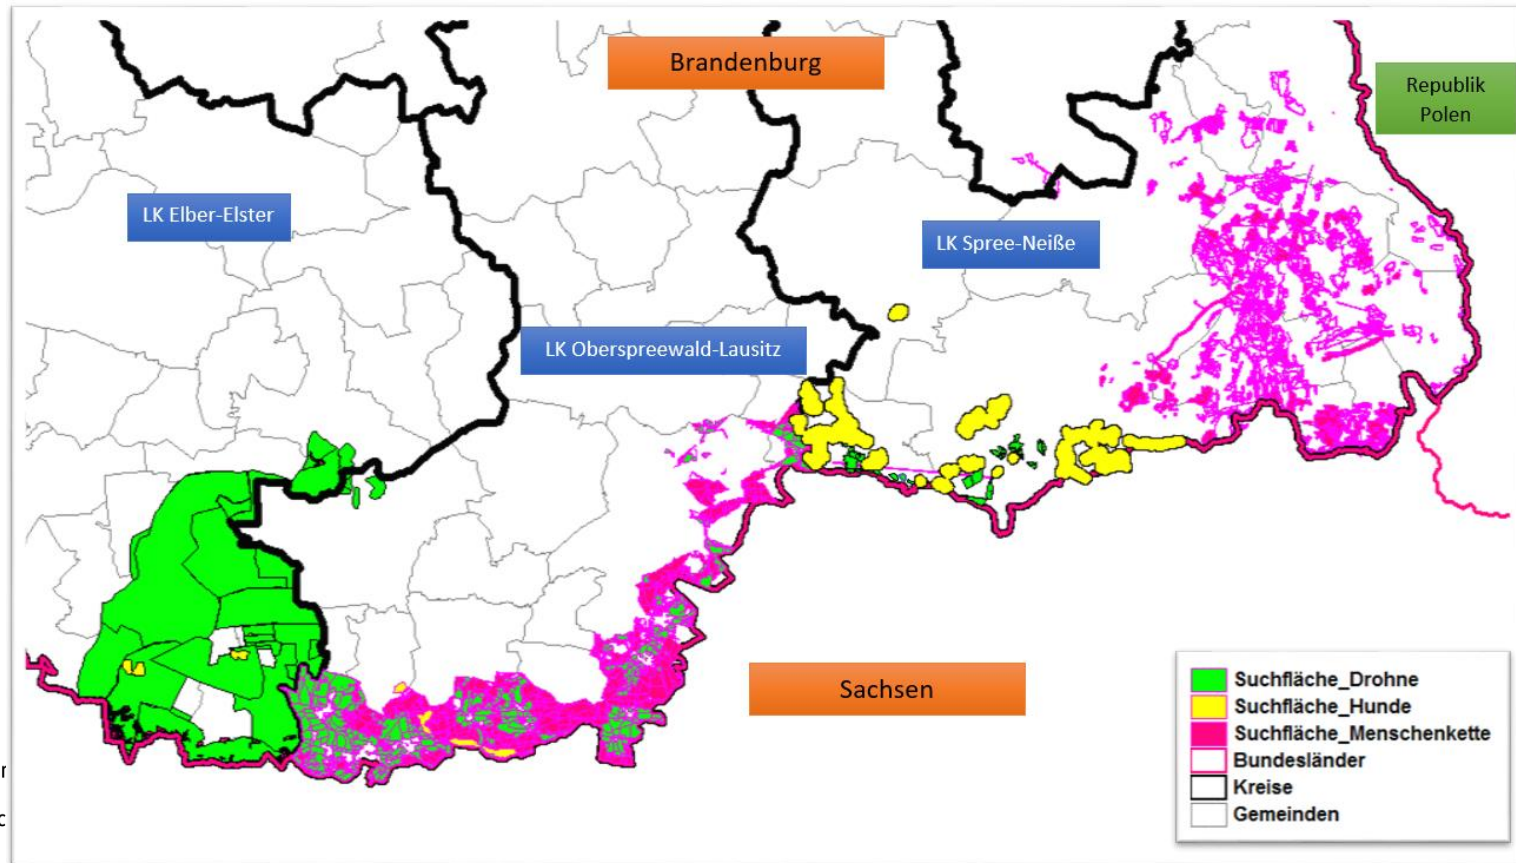 Brandenburg
Republik
Polen
LK Elber-Elster
LK Spree-Neiße
LK Oberspreewald-Lausitz
Sachsen
Suchfläche_Drohne
Suchfläche_Hunde
Suchfläche_Menschenkette
Bundesländer
Kreise
Gemeinden